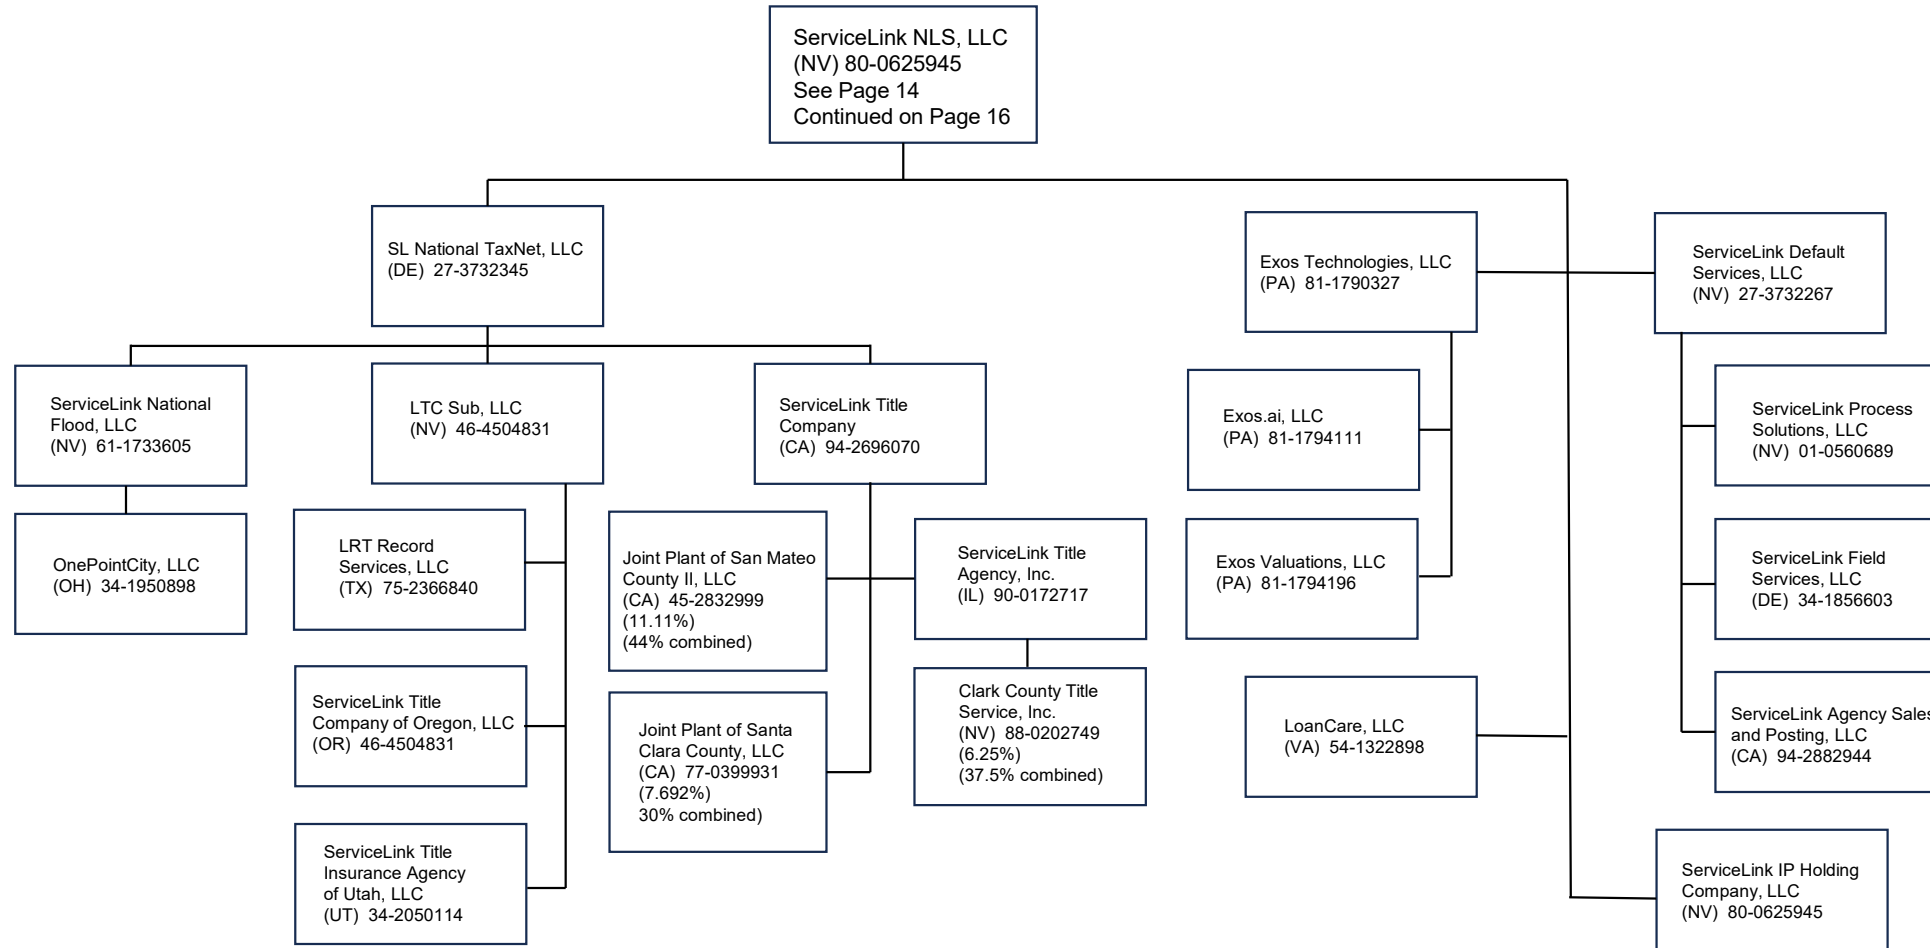 ServiceLink NLS, LLC
(NV) 80-0625945
See Page 14
Continued on Page 16
SL National TaxNet, LLC
(DE) 27-3732345
Exos Technologies, LLC
(PA) 81-1790327
ServiceLink Default
Services, LLC
(NV) 27-3732267
ServiceLink National
Flood, LLC
(NV) 61-1733605
LTC Sub, LLC
(NV) 46-4504831
ServiceLink Title
Company
(CA) 94-2696070
Exos.ai, LLC
(PA) 81-1794111
ServiceLink Process
Solutions, LLC
(NV) 01-0560689
OnePointCity, LLC
(OH) 34-1950898
LRT Record
Services, LLC
(TX) 75-2366840
Joint Plant of San Mateo
County II, LLC
(CA) 45-2832999
(11.11%)
(44% combined)
ServiceLink Title
Agency, Inc.
(IL) 90-0172717
Exos Valuations, LLC
(PA) 81-1794196
ServiceLink Field
Services, LLC
(DE) 34-1856603
ServiceLink Title
Company of Oregon, LLC
(OR) 46-4504831
Joint Plant of Santa
Clara County, LLC
(CA) 77-0399931
(7.692%)
30% combined)
Clark County Title
Service, Inc.
(NV) 88-0202749
(6.25%)
(37.5% combined)
LoanCare, LLC
(VA) 54-1322898
ServiceLink Agency Sales
and Posting, LLC
(CA) 94-2882944
ServiceLink Title
Insurance Agency
of Utah, LLC
(UT) 34-2050114
ServiceLink IP Holding
Company, LLC
(NV) 80-0625945